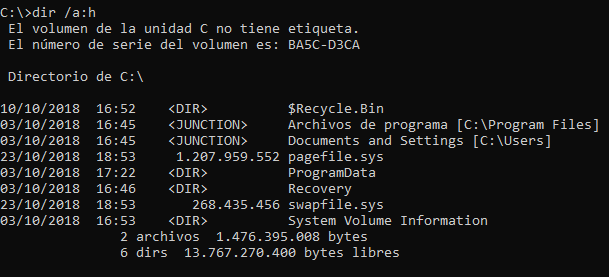 C:\>dir /a:h
 El volumen de la unidad C no tiene etiqueta.
 El número de serie del volumen es: BA5C-D3CA

 Directorio de C:\

10/10/2018  16:52    <DIR>          $Recycle.Bin
03/10/2018  16:45    <JUNCTION>     Archivos de programa [C:\Program Files]
03/10/2018  16:45    <JUNCTION>     Documents and Settings [C:\Users]
23/10/2018  18:53     1.207.959.552 pagefile.sys
03/10/2018  17:22    <DIR>          ProgramData
03/10/2018  16:46    <DIR>          Recovery
23/10/2018  18:53       268.435.456 swapfile.sys
03/10/2018  16:53    <DIR>          System Volume Information
               2 archivos  1.476.395.008 bytes
               6 dirs  13.767.270.400 bytes libres